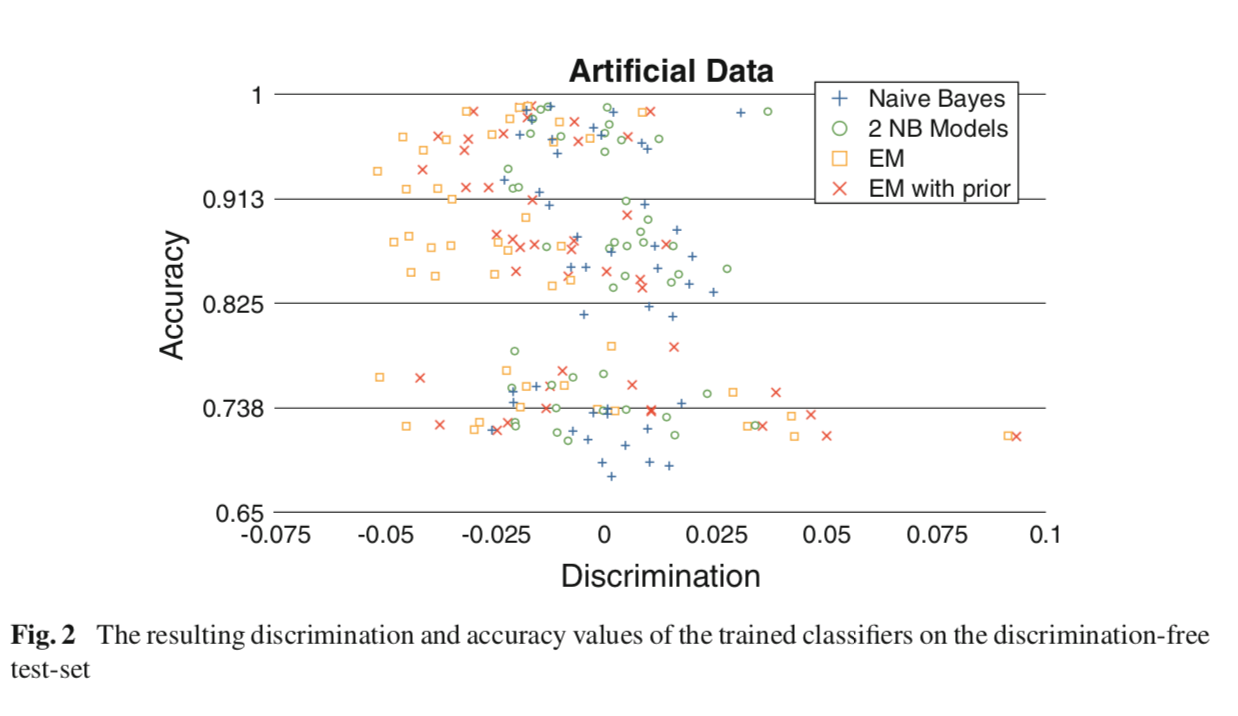 Artificial Data
Naive Bayes
2 NB Models
EM
EM with prior
1
0.913
0.825
0.738
0.65
Accuracy
-0.075 -0.05 -0.025 0 0.025 0.05 0.075 0.1
Discrimination
Fig. 2 The resulting discrimination and accuracy values of the trained classifiers on the discrimination-free
test-set